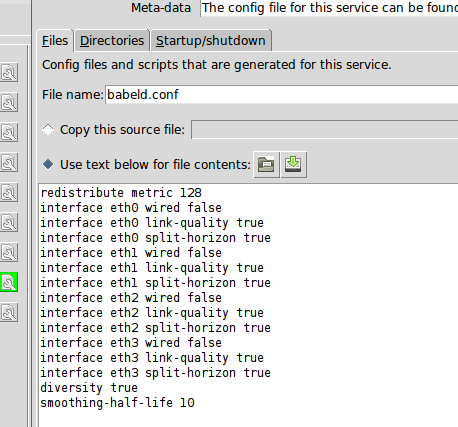 Meta-data The config file for this service can be found
Files Directories Startup/shutdown
Config files and scripts that are generated for this service.
File name: babeld.conf
Copy this source file:
Use text below for file contents:
redistribute metric 128
interface eth0 wired false
interface eth0 link-quality true
interface eth0 split-horizon true
interface eth1 wired false
interface eth1 link-quality true
interface eth1 split-horizon true
interface eth2 wired false
interface eth2 link-quality true
interface eth2 split-horizon true
interface eth3 wired false
interface eth3 link-quality true
interface eth3 split-horizon true
diversity true
smoothing-half-life 10